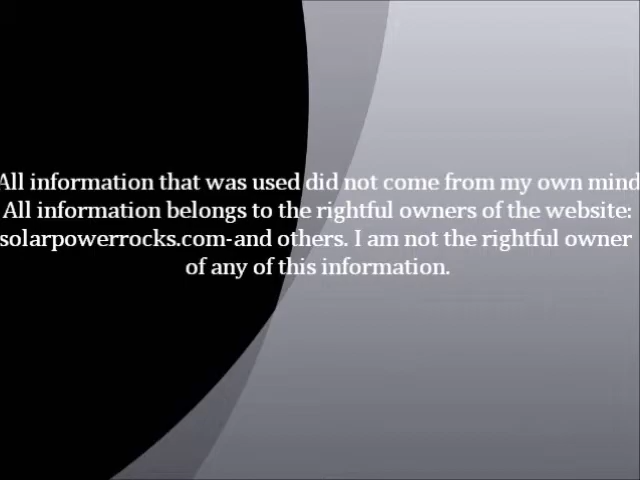 All information that was used did not come from my own mind
All information belongs to the rightful owners of the website:
solarpowerrocks.com-and others. I am not the rightful owner
of any of this information.